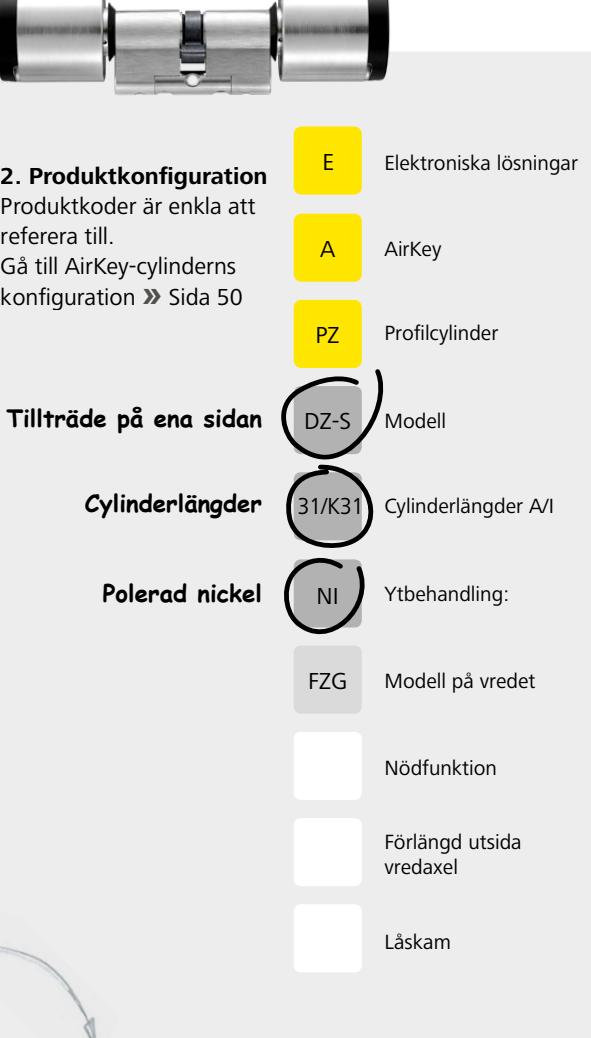 2. Produktkonfiguration
Produktkoder är enkla att
referera till.
Gå till AirKey-cylinderns
konfiguration » Sida 50
E Elektroniska lösningar
A AirKey
PZ Profilcylinder
Tillträde på ena sidan DZ-S Modell
Cylinderlängder 31/K31 Cylinderlängder A/I
Polerad nickel NI Ytbehandling:
FZG Modell på vredet
Nödfunktion
Förlängd utsida
vredaxel
Låskam